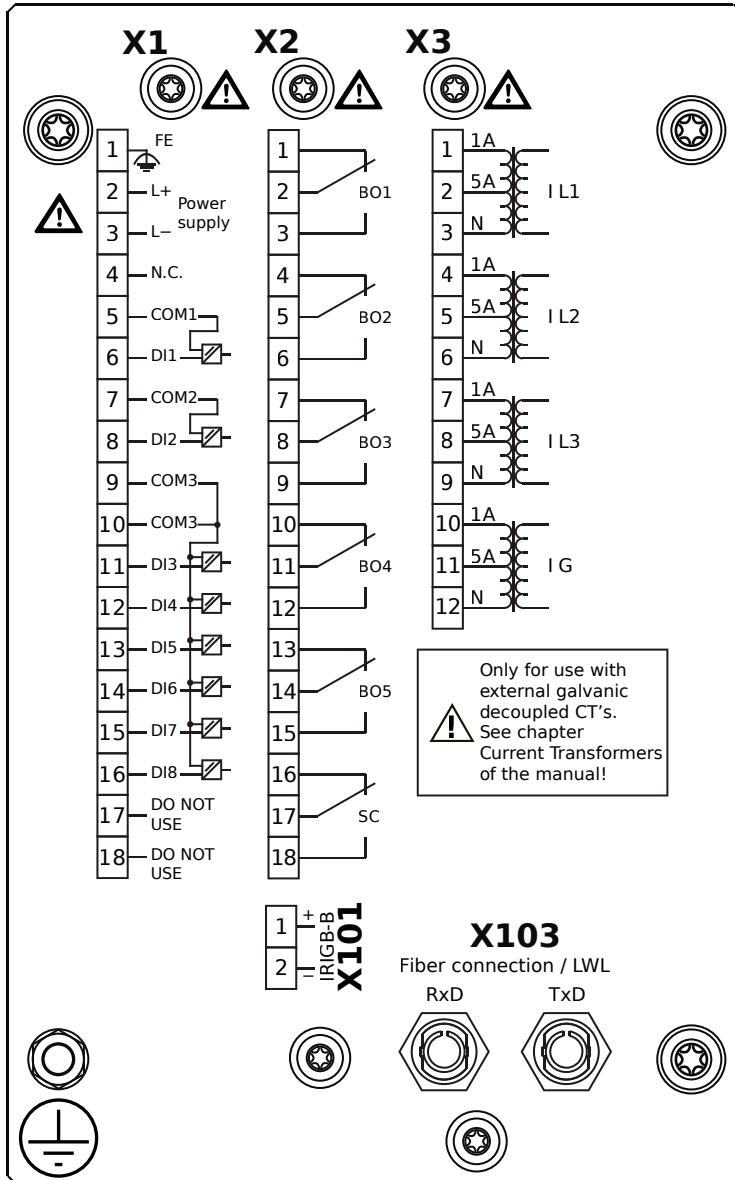 X1 X2 X3
1 FE
2 L+
Power
supply
3 L−
4 N.C.
5 COM1
6 DI1
7 COM2
8 DI2
9 COM3
10 COM3
11 DI3
12 DI4
13 DI5
14 DI6
15 DI7
16 DI8
17 DO NOT
USE
18 DO NOT
USE
1
2 BO1
3
4
5 BO2
6
7
8 BO3
9
10
11 BO4
12
13
14 BO5
15
16
17 SC
18
1 1A
2 5A I L1
3 N
4 1A
5 5A I L2
6 N
7 1A
8 5A I L3
9 N
10 1A
11 5A I G
12 N
Only for use with
external galvanic
decoupled CT's.
See chapter
Current Transformers
of the manual!
1 +
2 −
IRIGB-B
X101
X103
Fiber connection / LWL
RxD TxD